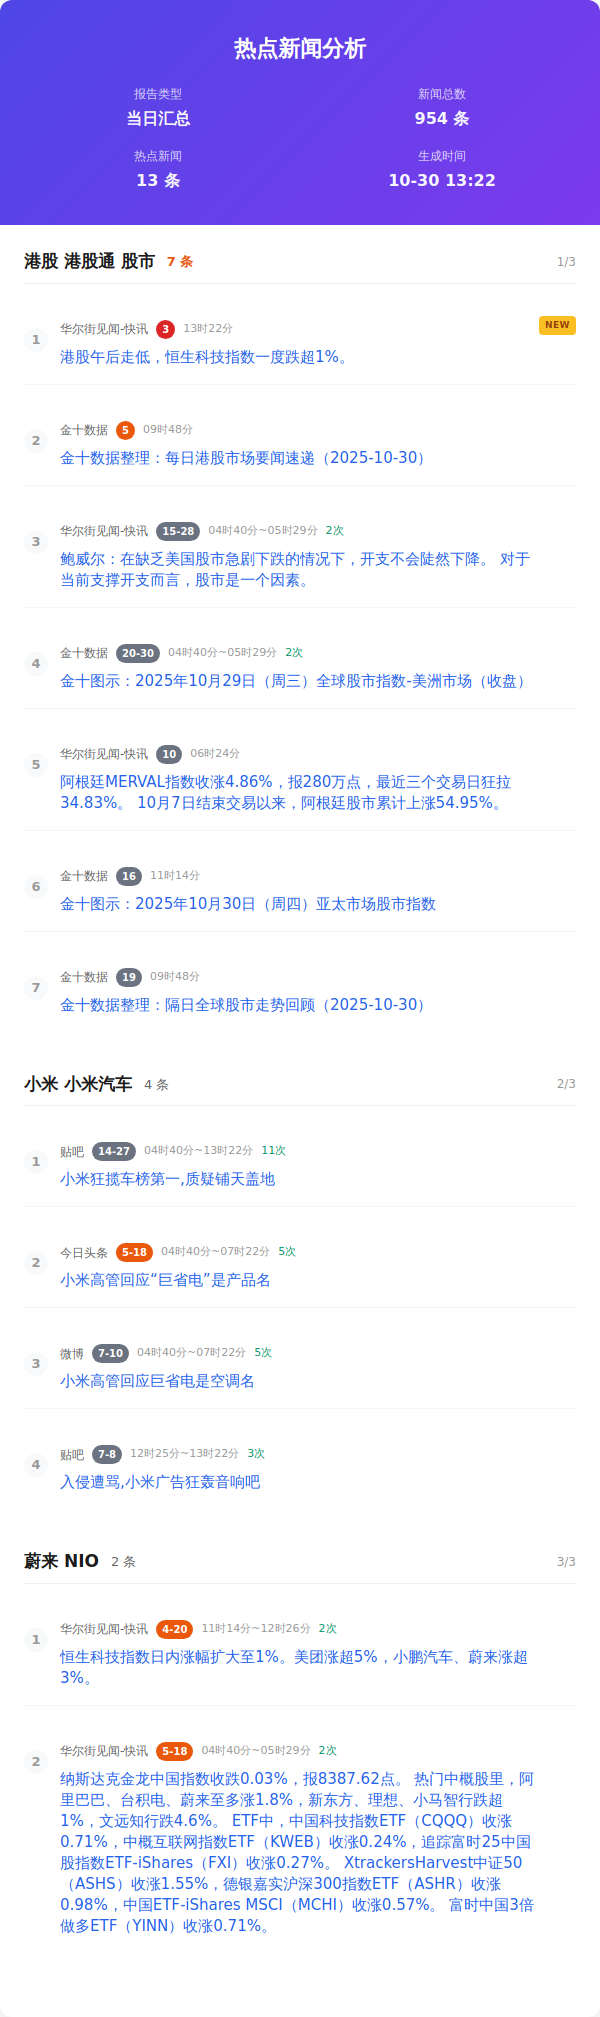 热点新闻分析
报告类型
新闻总数
当日汇总
954 条
热点新闻
生成时间
13 条
10-30 13:22
港股 港股通 股市 7 条 1/3
1 华尔街见闻-快讯 3 13时22分 NEW
港股午后走低，恒生科技指数一度跌超1%。
2 金十数据 5 09时48分
金十数据整理：每日港股市场要闻速递（2025-10-30）
3 华尔街见闻-快讯 15-28 04时40分~05时29分 2次
鲍威尔：在缺乏美国股市急剧下跌的情况下，开支不会陡然下降。 对于
当前支撑开支而言，股市是一个因素。
4 金十数据 20-30 04时40分~05时29分 2次
金十图示：2025年10月29日（周三）全球股市指数-美洲市场（收盘）
5 华尔街见闻-快讯 10 06时24分
阿根廷MERVAL指数收涨4.86%，报280万点，最近三个交易日狂拉
34.83%。 10月7日结束交易以来，阿根廷股市累计上涨54.95%。
6 金十数据 16 11时14分
金十图示：2025年10月30日（周四）亚太市场股市指数
7 金十数据 19 09时48分
金十数据整理：隔日全球股市走势回顾（2025-10-30）
小米 小米汽车 4 条 2/3
1 贴吧 14-27 04时40分~13时22分 11次
小米狂揽车榜第一,质疑铺天盖地
2 今日头条 5-18 04时40分~07时22分 5次
小米高管回应“巨省电”是产品名
3 微博 7-10 04时40分~07时22分 5次
小米高管回应巨省电是空调名
4 贴吧 7-8 12时25分~13时22分 3次
入侵遭骂,小米广告狂轰音响吧
蔚来 NIO 2 条 3/3
1 华尔街见闻-快讯 4-20 11时14分~12时26分 2次
恒生科技指数日内涨幅扩大至1%。美团涨超5%，小鹏汽车、蔚来涨超
3%。
2 华尔街见闻-快讯 5-18 04时40分~05时29分 2次
纳斯达克金龙中国指数收跌0.03%，报8387.62点。 热门中概股里，阿
里巴巴、台积电、蔚来至多涨1.8%，新东方、理想、小马智行跌超
1%，文远知行跌4.6%。 ETF中，中国科技指数ETF（CQQQ）收涨
0.71%，中概互联网指数ETF（KWEB）收涨0.24%，追踪富时25中国
股指数ETF-iShares（FXI）收涨0.27%。 XtrackersHarvest中证50
（ASHS）收涨1.55%，德银嘉实沪深300指数ETF（ASHR）收涨
0.98%，中国ETF-iShares MSCI（MCHI）收涨0.57%。 富时中国3倍
做多ETF（YINN）收涨0.71%。